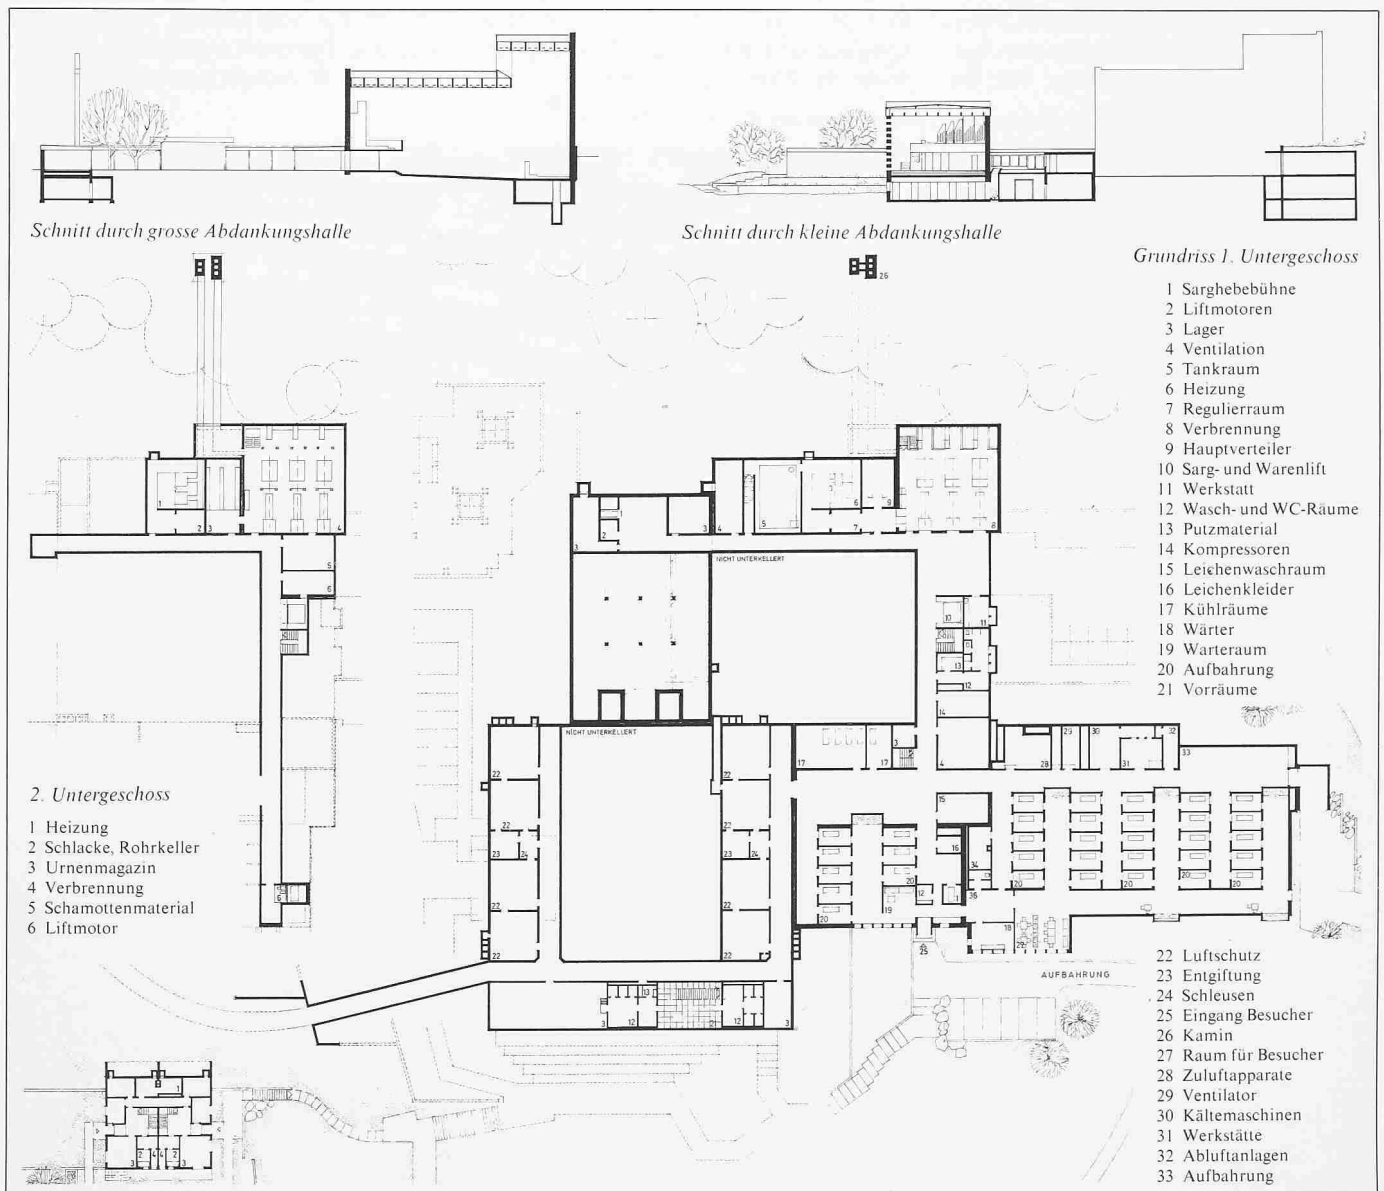 Schnitt durch grosse Abdankungshalle
Schnitt durch kleine Abdankungshalle
26
Grundriss 1. Untergeschoss
1 Sarghebebühne
2 Liftmotoren
3 Lager
4 Ventilation
5 Tankraum
6 Heizung
7 Regulierraum
8 Verbrennung
9 Hauptverteiler
10 Sarg- und Warenlift
11 Werkstatt
12 Wasch- und WC-Räume
13 Putzmaterial
14 Kompressoren
15 Leichenwaschraum
16 Leichenkleider
17 Kühlräume
18 Wärter
19 Warteraum
20 Aufbahrung
21 Vorräume
NICHT UNTERKELLERT
NICHT UNTERKELLERT
2. Untergeschoss
1 Heizung
2 Schlacke, Rohrkeller
3 Urnenmagazin
4 Verbrennung
5 Schamottenmaterial
6 Liftmotor
25
AUFBAHRUNG
22 Luftschutz
23 Entgiftung
24 Schleusen
25 Eingang Besucher
26 Kamin
27 Raum für Besucher
28 Zuluftapparate
29 Ventilator
30 Kältemaschinen
31 Werkstätte
32 Abluftanlagen
33 Aufbahrung